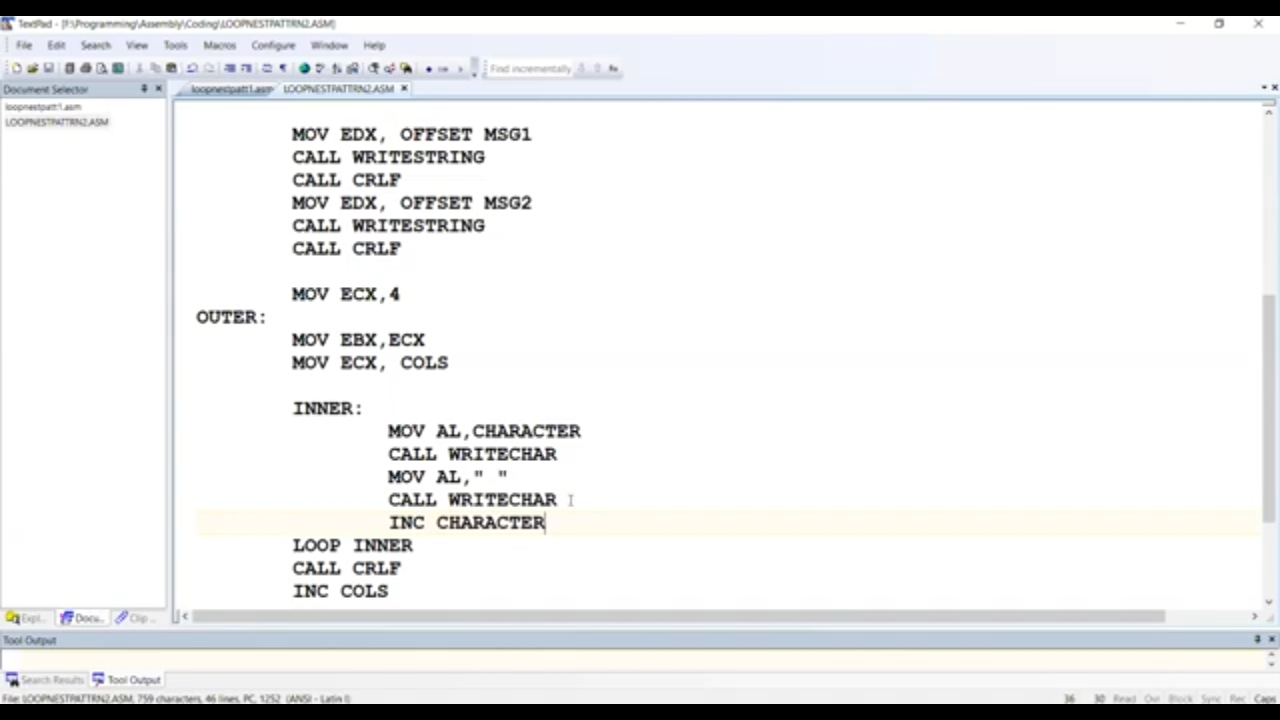 TextPad - [F:\Programming\Assembly\Coding\LOOPNESTPATTRN2.ASM]
File Edit Search View Tools Macros Configure Window Help
Find incrementally
Document Selector
loopnestpatt1.asm LOOPNESTPATTRN2.ASM
loopnestpatt1.asm
LOOPNESTPATTRN2.ASM
MOV EDX, OFFSET MSG1
CALL WRITESTRING
CALL CRLF
MOV EDX, OFFSET MSG2
CALL WRITESTRING
CALL CRLF
MOV ECX,4
OUTER:
MOV EBX,ECX
MOV ECX, COLS
INNER:
MOV AL,CHARACTER
CALL WRITECHAR
MOV AL," "
CALL WRITECHAR
INC CHARACTER
LOOP INNER
CALL CRLF
INC COLS
Expl... Docu... Clip ...
Tool Output
Search Results Tool Output
File: LOOPNESTPATTRN2.ASM, 759 characters, 46 lines, PC, 1252 (ANSI - Latin I) 36 30 Read Ovr Block Sync Rec Caps